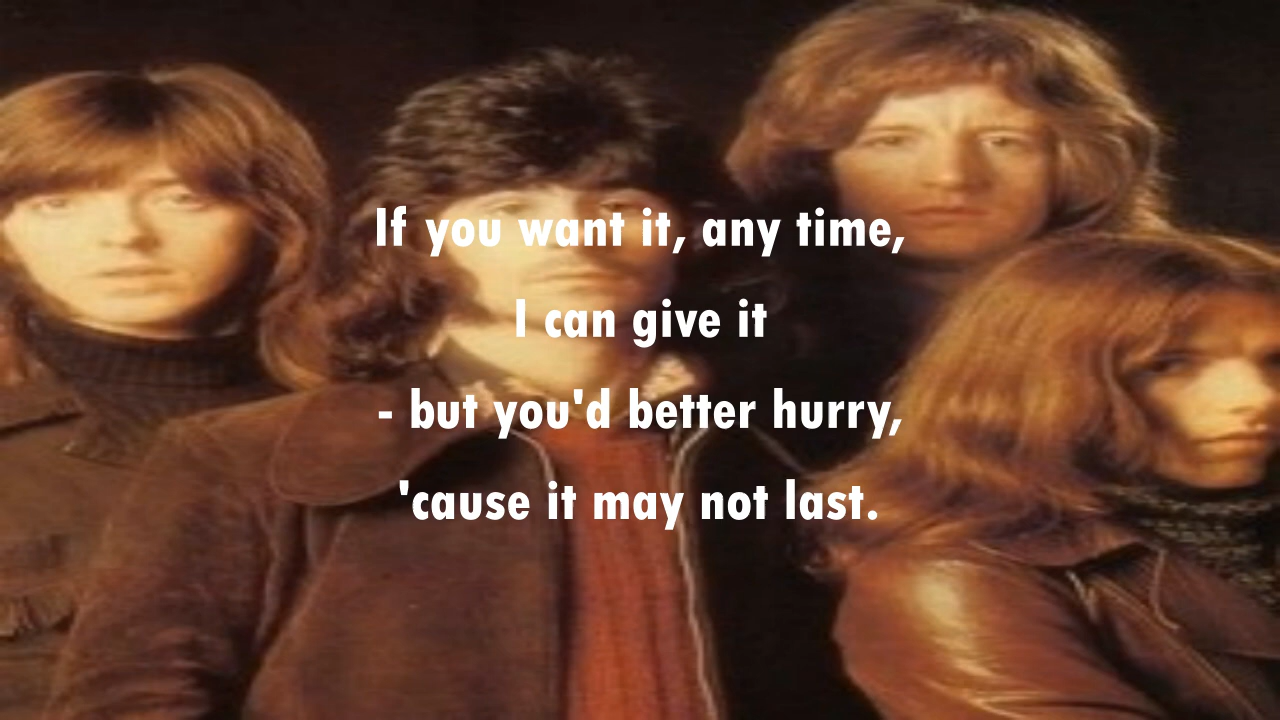 If you want it, any time,
I can give it
- but you'd better hurry,
'cause it may not last.